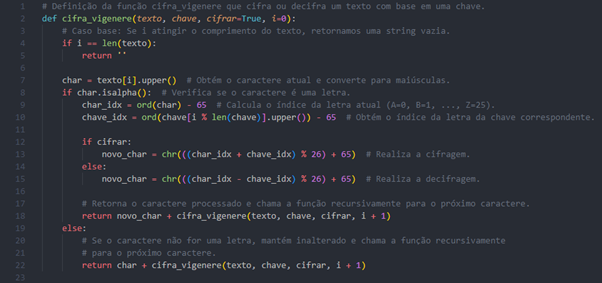 1 # Definição da função cifra_vigenere que cifra ou decifra um texto com base em uma chave.
2 def cifra_vigenere(texto, chave, cifrar=True, i=0):
3     # Caso base: Se i atingir o comprimento do texto, retornamos uma string vazia.
4     if i == len(texto):
5         return ''
6
7     char = texto[i].upper()  # Obtém o caractere atual e converte para maiúsculas.
8     if char.isalpha():  # Verifica se o caractere é uma letra.
9         char_idx = ord(char) - 65  # Calcula o índice da letra atual (A=0, B=1, ..., Z=25).
10         chave_idx = ord(chave[i % len(chave)].upper()) - 65  # Obtém o índice da letra da chave correspondente.
11
12         if cifrar:
13             novo_char = chr(((char_idx + chave_idx) % 26) + 65)  # Realiza a cifragem.
14         else:
15             novo_char = chr(((char_idx - chave_idx) % 26) + 65)  # Realiza a decifragem.
16
17         # Retorna o caractere processado e chama a função recursivamente para o próximo caractere.
18         return novo_char + cifra_vigenere(texto, chave, cifrar, i + 1)
19     else:
20         # Se o caractere não for uma letra, mantém inalterado e chama a função recursivamente
21         # para o próximo caractere.
22         return char + cifra_vigenere(texto, chave, cifrar, i + 1)
23